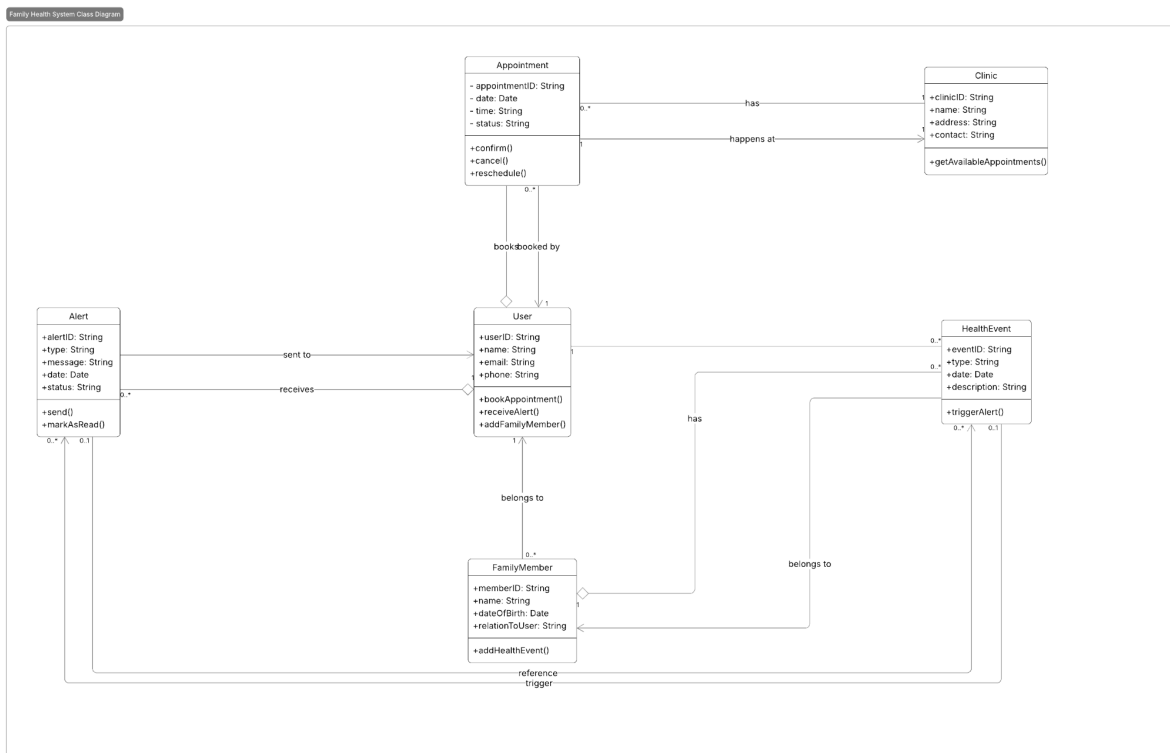 Family Health System Class Diagram
Appointment
- appointmentID: String
- date: Date
- time: String
- status: String
+confirm()
+cancel()
+reschedule()
Clinic
+clinicID: String
+name: String
+address: String
+contact: String
+getAvailableAppointments()
0..*
has
1
1
happens at
1
0..*
books
booked by
1
Alert
+alertID: String
+type: String
+message: String
+date: Date
+status: String
+send()
+markAsRead()
0..*
0..1
sent to
receives
0..*
1
User
+userID: String
+name: String
+email: String
+phone: String
+bookAppointment()
+receiveAlert()
+addFamilyMember()
1
0..*
0..*
HealthEvent
+eventID: String
+type: String
+date: Date
+description: String
+triggerAlert()
0..*
0..1
has
1
belongs to
0..*
FamilyMember
+memberID: String
+name: String
+dateOfBirth: Date
+relationToUser: String
+addHealthEvent()
1
belongs to
reference
trigger